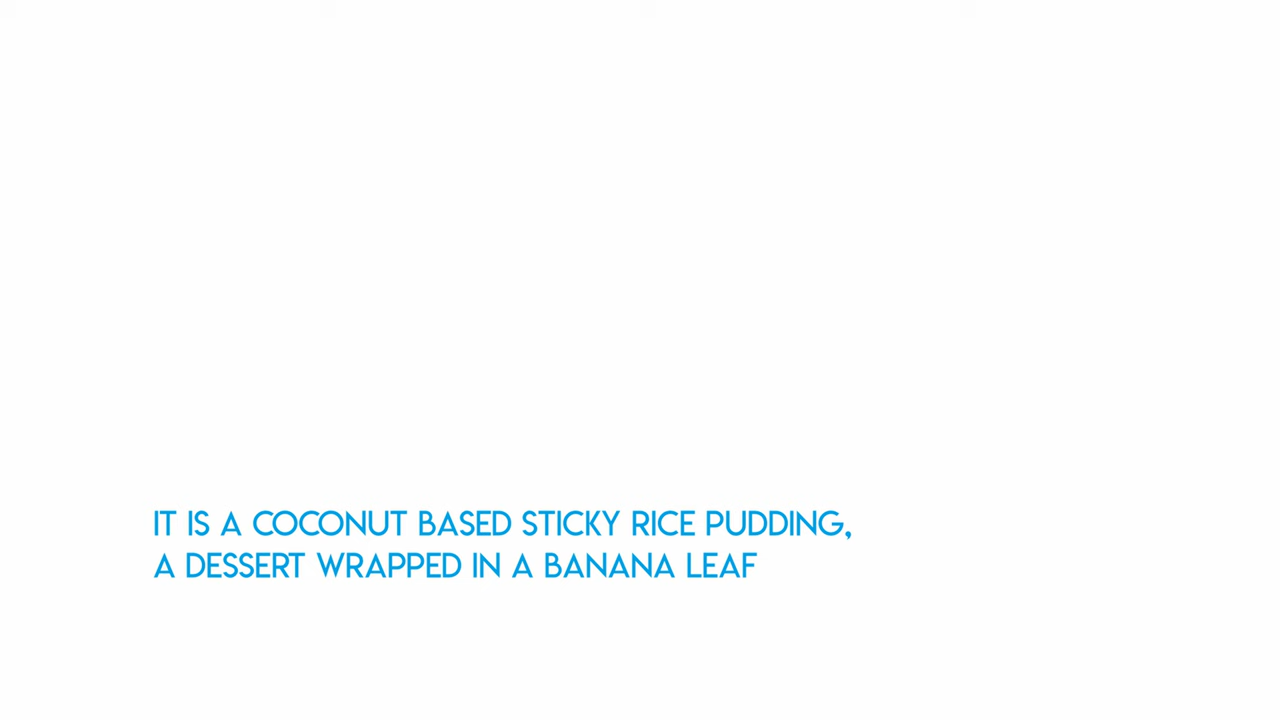 IT IS A COCONUT BASED STICKY RICE PUDDING,
A DESSERT WRAPPED IN A BANANA LEAF